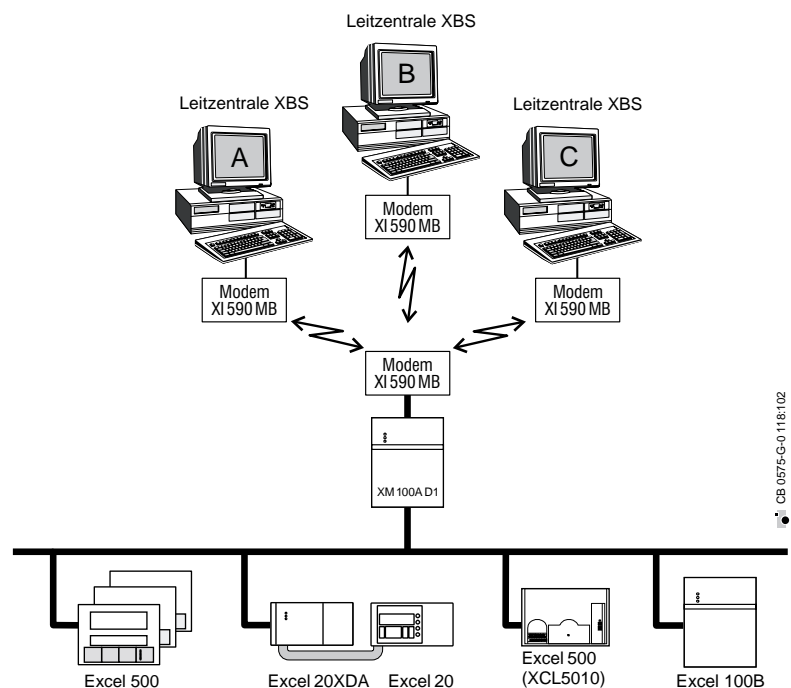 Leitzentrale XBS
B
Leitzentrale XBS
Leitzentrale XBS
A
C
Modem
XI 590 MB
Modem
XI 590 MB
Modem
XI 590 MB
Modem
XI 590 MB
XM 100A D1
CB 0575-G-0 118:102
Excel 500
Excel 20XDA
Excel 20
Excel 500
(XCL5010)
Excel 100B